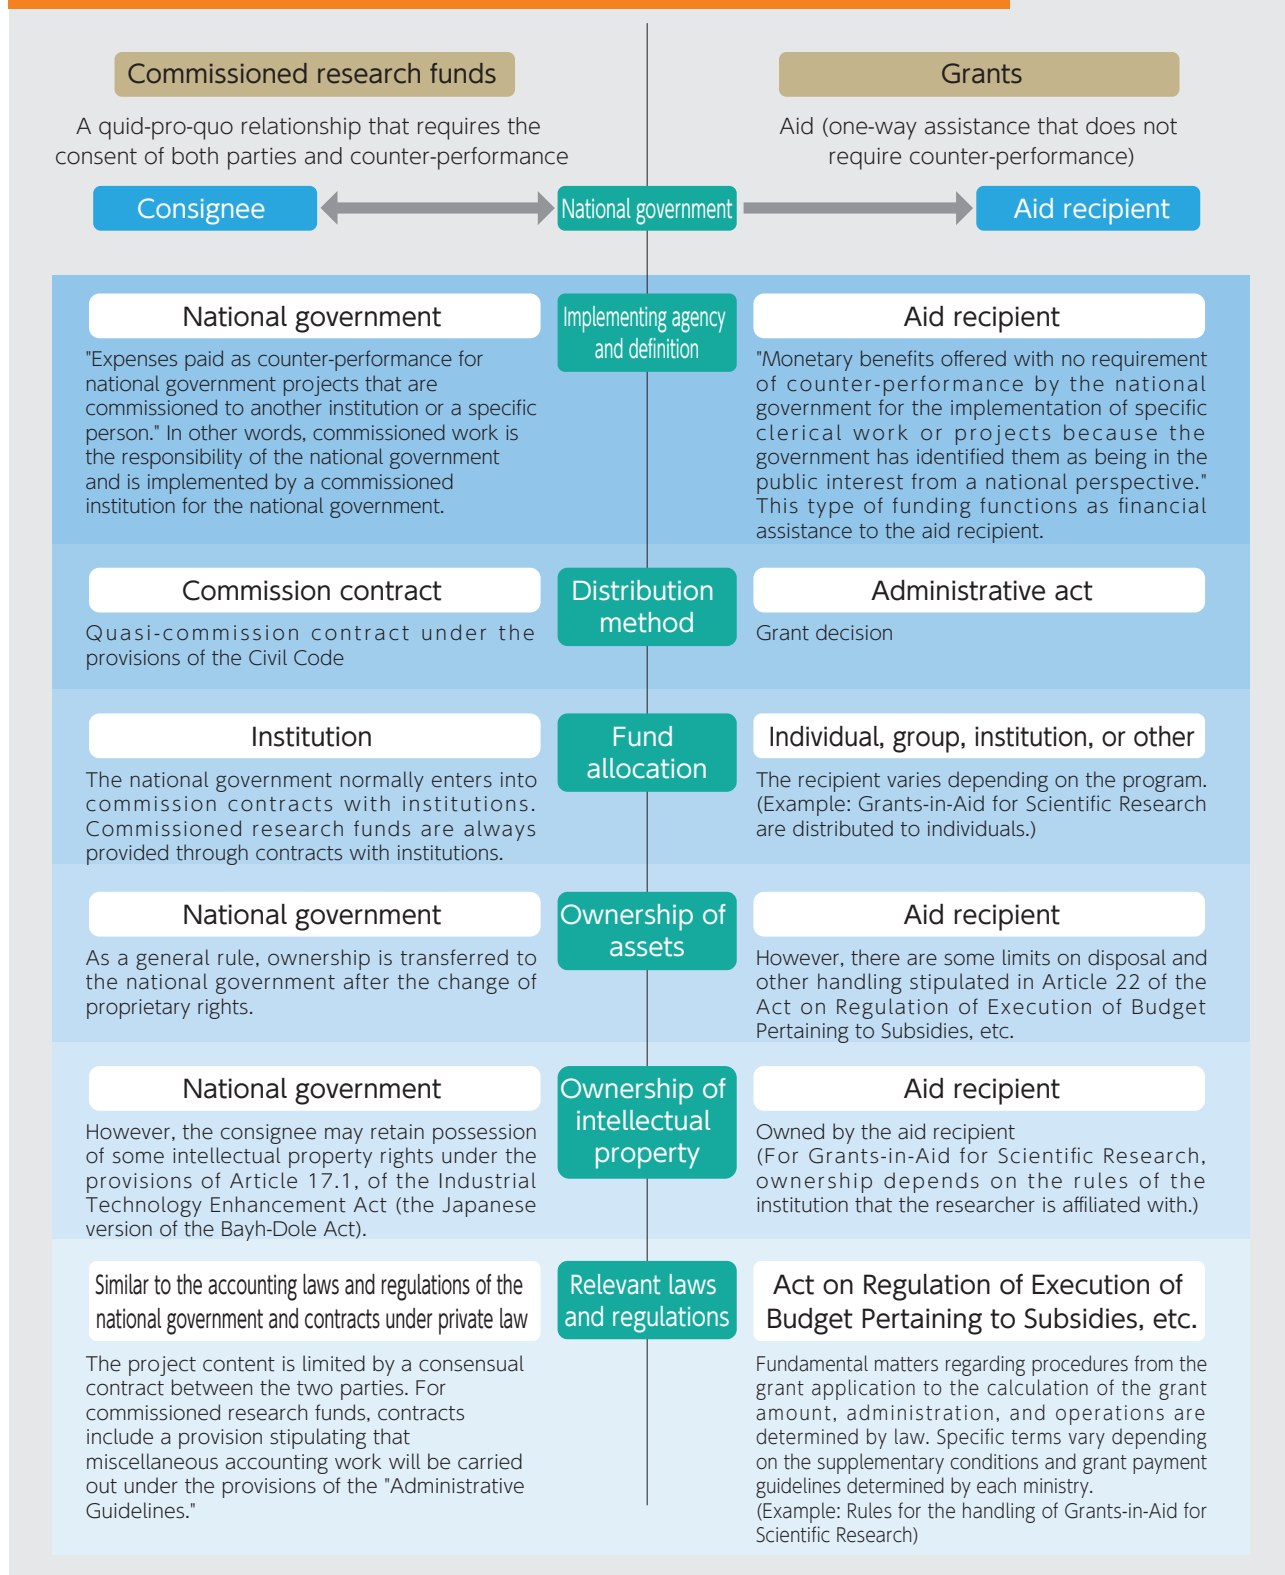 Commissioned research funds
A quid-pro-quo relationship that requires the
consent of both parties and counter-performance
Grants
Aid (one-way assistance that does not
require counter-performance)
Consignee
National government
Aid recipient
National government
"Expenses paid as counter-performance for
national government projects that are
commissioned to another institution or a specific
person." In other words, commissioned work is
the responsibility of the national government
and is implemented by a commissioned
institution for the national government.
Implementing agency
and definition
Aid recipient
"Monetary benefits offered with no requirement
of counter-performance by the national
government for the implementation of specific
clerical work or projects because the
government has identified them as being in the
public interest from a national perspective."
This type of funding functions as financial
assistance to the aid recipient.
Commission contract
Quasi-commission contract under the
provisions of the Civil Code
Distribution
method
Administrative act
Grant decision
Institution
The national government normally enters into
commission contracts with institutions.
Commissioned research funds are always
provided through contracts with institutions.
Fund
allocation
Individual, group, institution, or other
The recipient varies depending on the program.
(Example: Grants-in-Aid for Scientific Research
are distributed to individuals.)
National government
As a general rule, ownership is transferred to
the national government after the change of
proprietary rights.
Ownership of
assets
Aid recipient
However, there are some limits on disposal and
other handling stipulated in Article 22 of the
Act on Regulation of Execution of Budget
Pertaining to Subsidies, etc.
National government
However, the consignee may retain possession
of some intellectual property rights under the
provisions of Article 17.1, of the Industrial
Technology Enhancement Act (the Japanese
version of the Bayh-Dole Act).
Ownership of
intellectual
property
Aid recipient
Owned by the aid recipient
(For Grants-in-Aid for Scientific Research,
ownership depends on the rules of the
institution that the researcher is affiliated with.)
Similar to the accounting laws and regulations of the
national government and contracts under private law
The project content is limited by a consensual
contract between the two parties. For
commissioned research funds, contracts
include a provision stipulating that
miscellaneous accounting work will be carried
out under the provisions of the "Administrative
Guidelines."
Relevant laws
and regulations
Act on Regulation of Execution of
Budget Pertaining to Subsidies, etc.
Fundamental matters regarding procedures from the
grant application to the calculation of the grant
amount, administration, and operations are
determined by law. Specific terms vary depending
on the supplementary conditions and grant payment
guidelines determined by each ministry.
(Example: Rules for the handling of Grants-in-Aid for
Scientific Research)